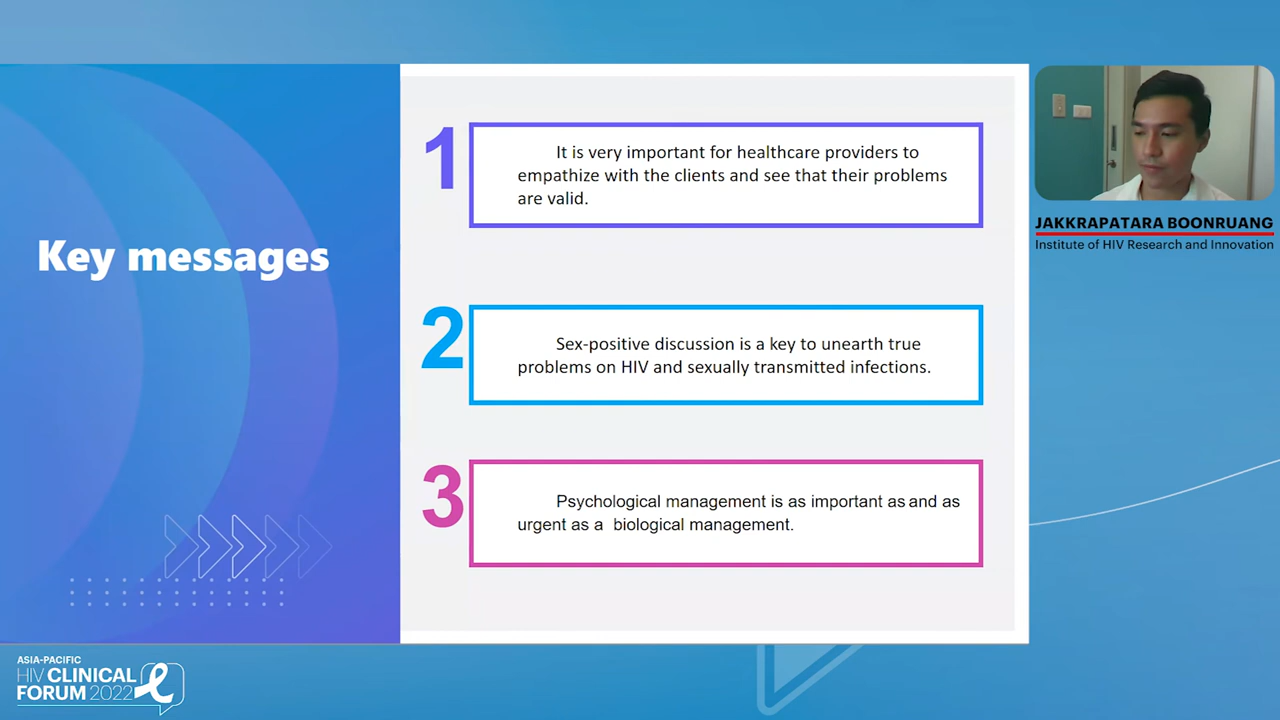 Key messages
1
It is very important for healthcare providers to
empathize with the clients and see that their problems
are valid.
2
Sex-positive discussion is a key to unearth true
problems on HIV and sexually transmitted infections.
3
Psychological management is as important as and as
urgent as a biological management.
JAKKRAPATARA BOONRUANG
Institute of HIV Research and Innovation
ASIA-PACIFIC
HIV CLINICAL
FORUM 2022